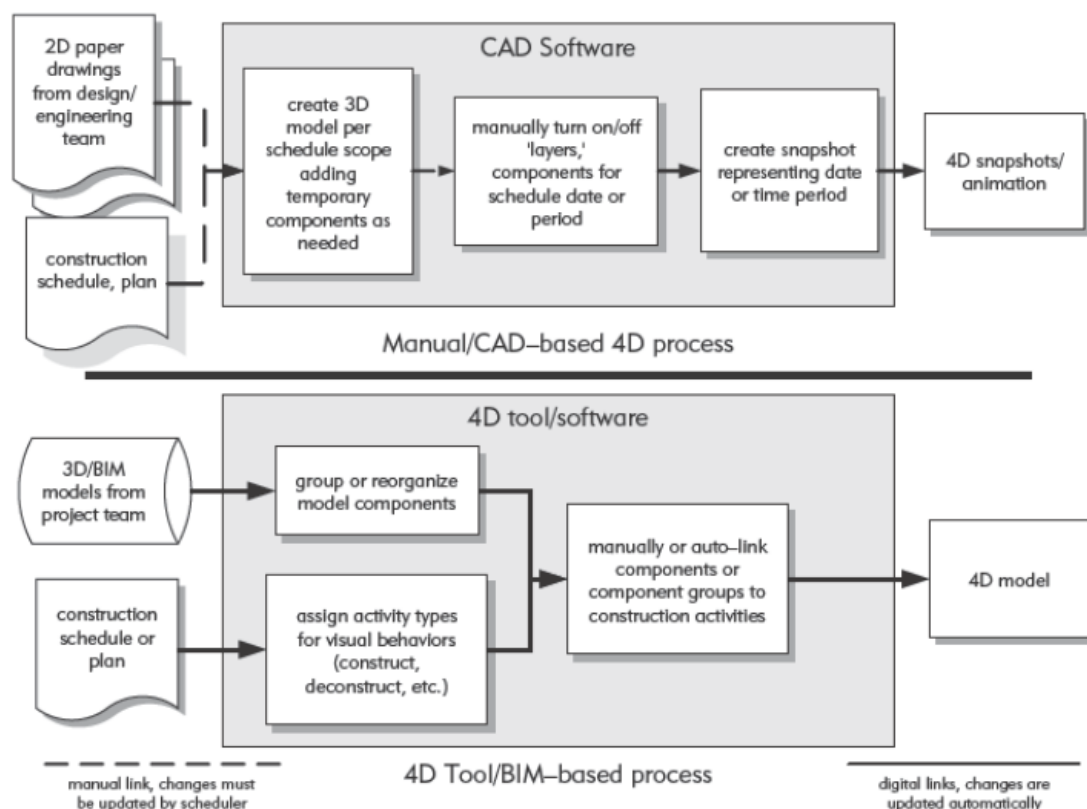 2D paper
drawings
from design/
engineering
team
construction
schedule, plan
CAD Software
create 3D
model per
schedule scope
adding
temporary
components as
needed
manually turn on/off
'layers,'
components for
schedule date or
period
create snapshot
representing date
or time period
4D snapshots/
animation
Manual/CAD–based 4D process
4D tool/software
3D/BIM
models from
project team
group or reorganize
model components
construction
schedule or
plan
assign activity types
for visual behaviors
(construct,
deconstruct, etc.)
manually or auto–link
components or
component groups to
construction activities
4D model
manual link, changes must
be updated by scheduler
4D Tool/BIM–based process
digital links, changes are
updated automatically